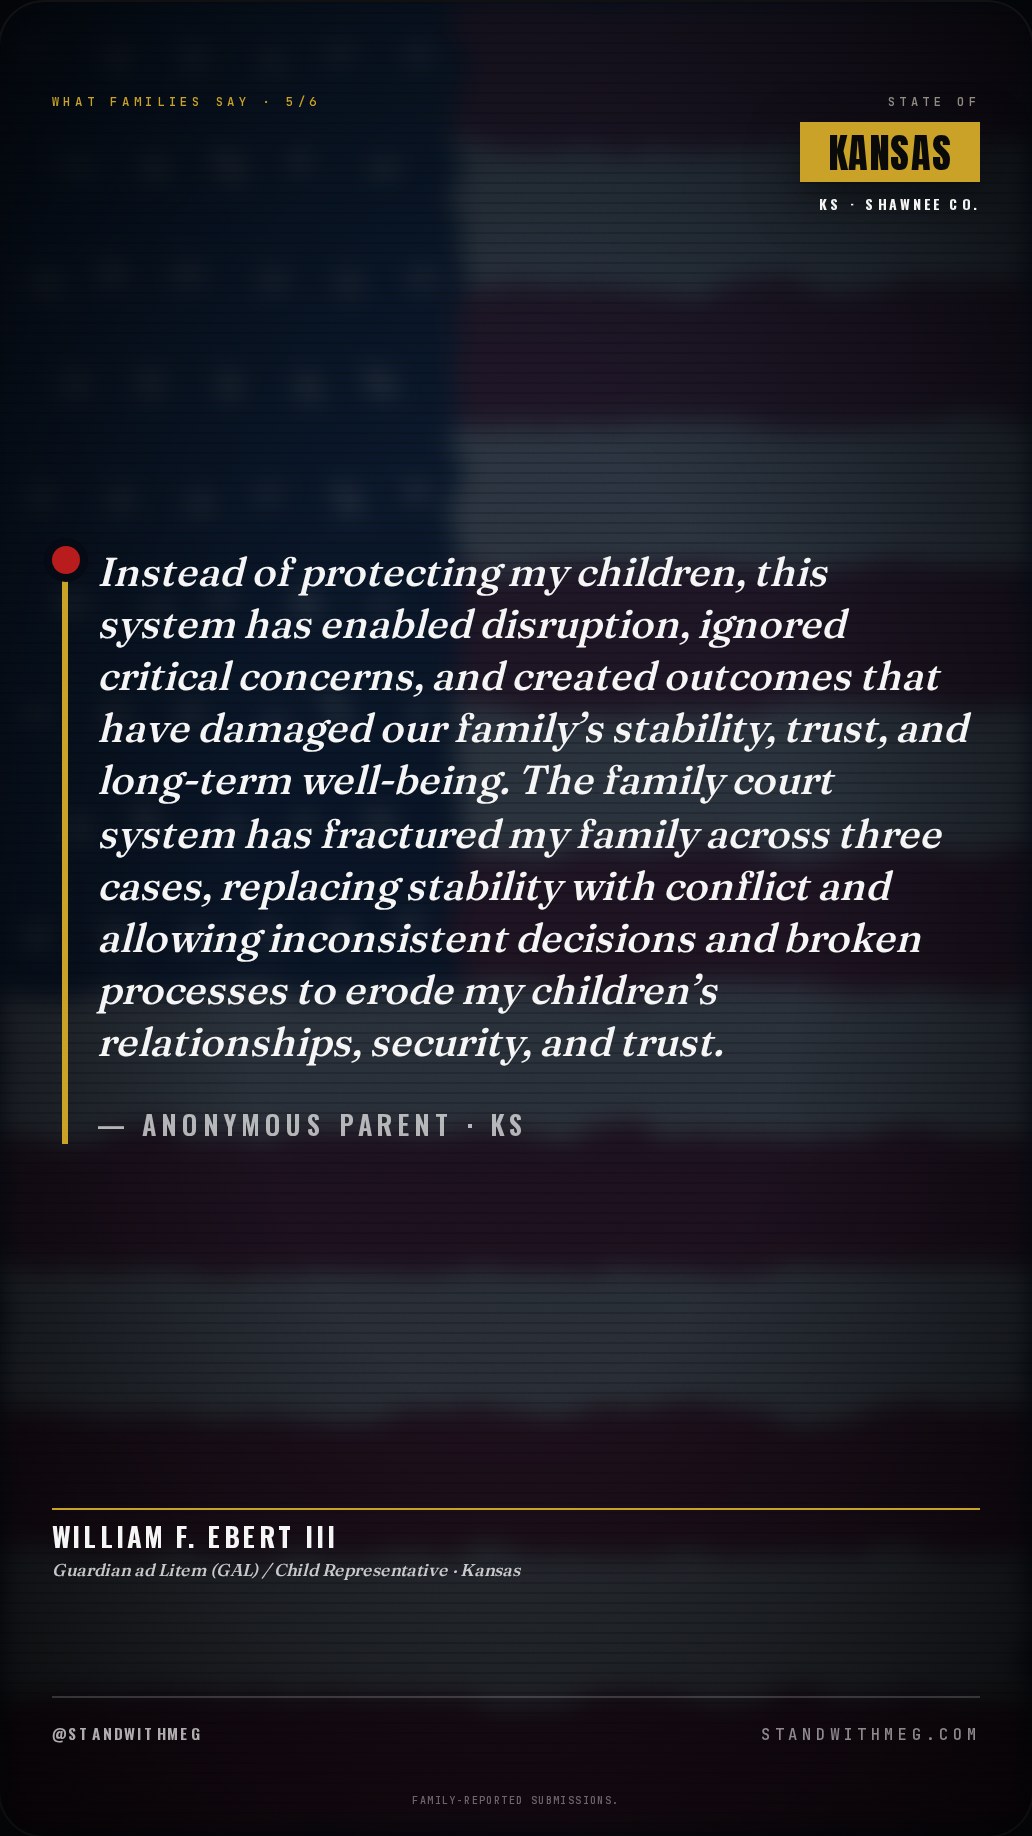 WHAT FAMILIES SAY · 5/6
STATE OF
KANSAS
KS · SHAWNEE CO.
Instead of protecting my children, this
system has enabled disruption, ignored
critical concerns, and created outcomes that
have damaged our family’s stability, trust, and
long-term well-being. The family court
system has fractured my family across three
cases, replacing stability with conflict and
allowing inconsistent decisions and broken
processes to erode my children’s
relationships, security, and trust.
— ANONYMOUS PARENT · KS
WILLIAM F. EBERT III
Guardian ad Litem (GAL) / Child Representative · Kansas
@STANDWITHMEG
STANDWITHMEG.COM
FAMILY-REPORTED SUBMISSIONS.